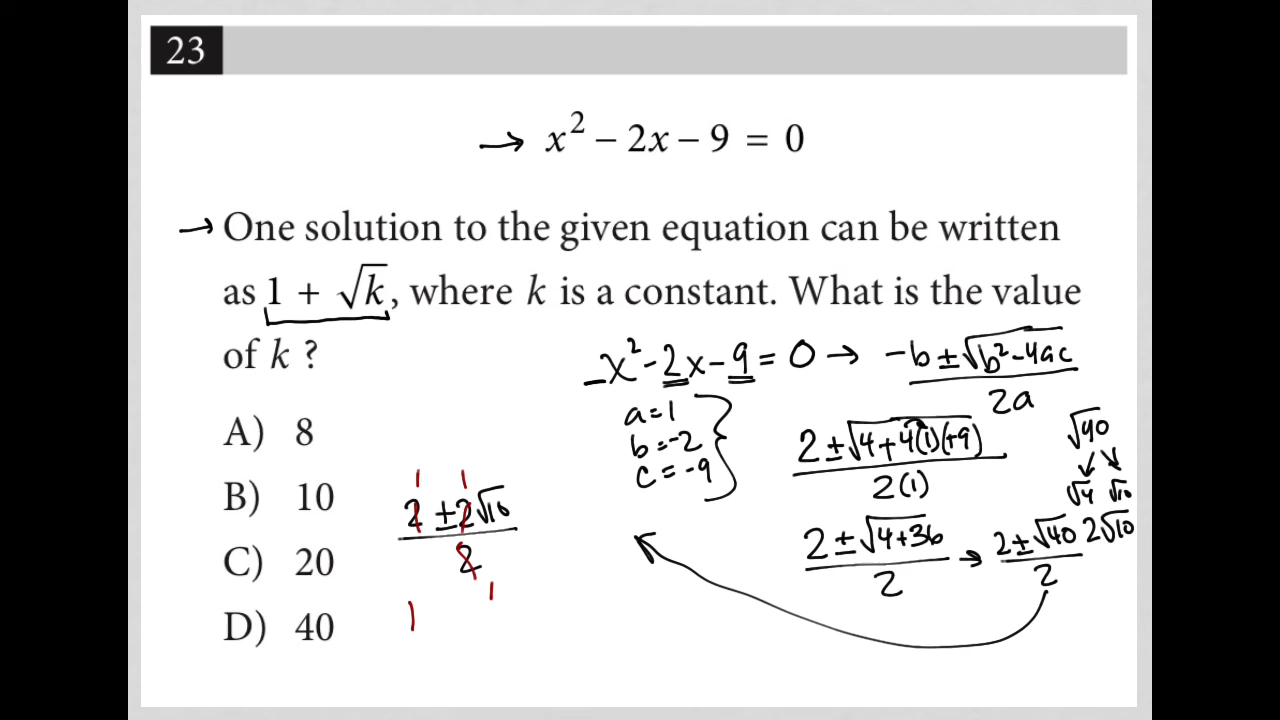 23
→ x² − 2x − 9 = 0
→ One solution to the given equation can be written
as 1 + √k, where k is a constant. What is the value
of k ?
A) 8
B) 10
C) 20
D) 40
x² - 2x - 9 = 0 → -b ± √(b² - 4ac)
2a
a = 1
b = -2
c = -9
2 ± √(4 + 4(1)(+9))
2(1)
√40
√4 √10
2√10
2 ± √(4+36) → 2 ± √40
2 2
1 1
2 ± 2√10
2
1
1